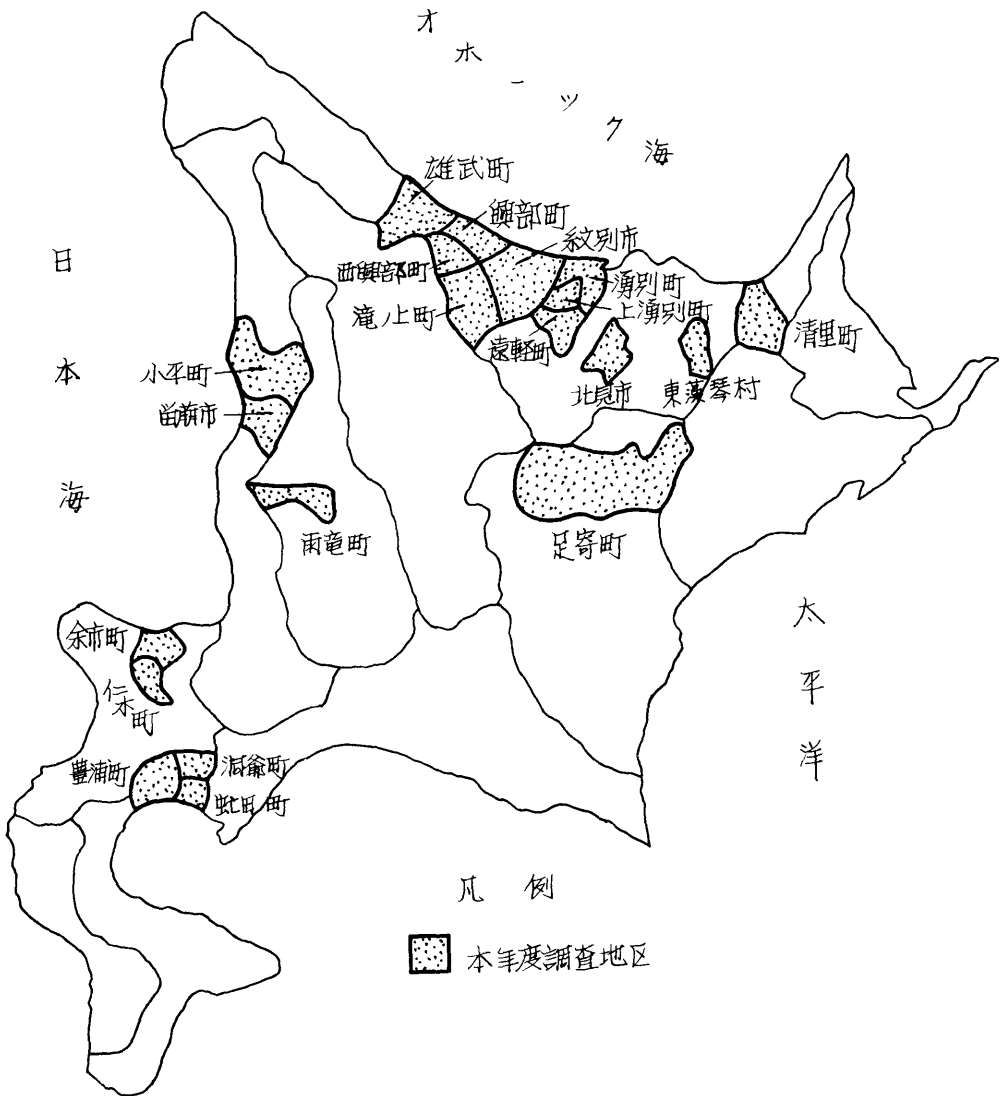 オホーツク海
雄武町
興部町
紋別市
西興部町
湧別町
滝ノ上町
上湧別町
遠軽町
清里町
北見市
東藻琴村
小平町
留萠市
日本海
雨竜町
足寄町
太平洋
余市町
仁木町
豊浦町
洞爺町
虻田町
凡例
本年度調査地区